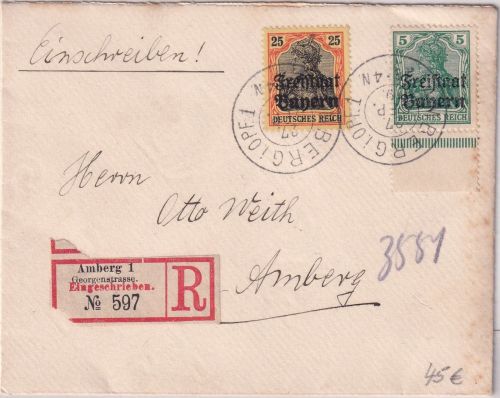 Einschreiben!
25 25
Freistaat
Bayern
DEUTSCHES REICH
5 5
Freistaat
Bayern
DEUTSCHES REICH
Herrn
Otto Weith
Amberg
3581
Amberg 1
Georgenstrasse.
Eingeschrieben.
№ 597
R
45€